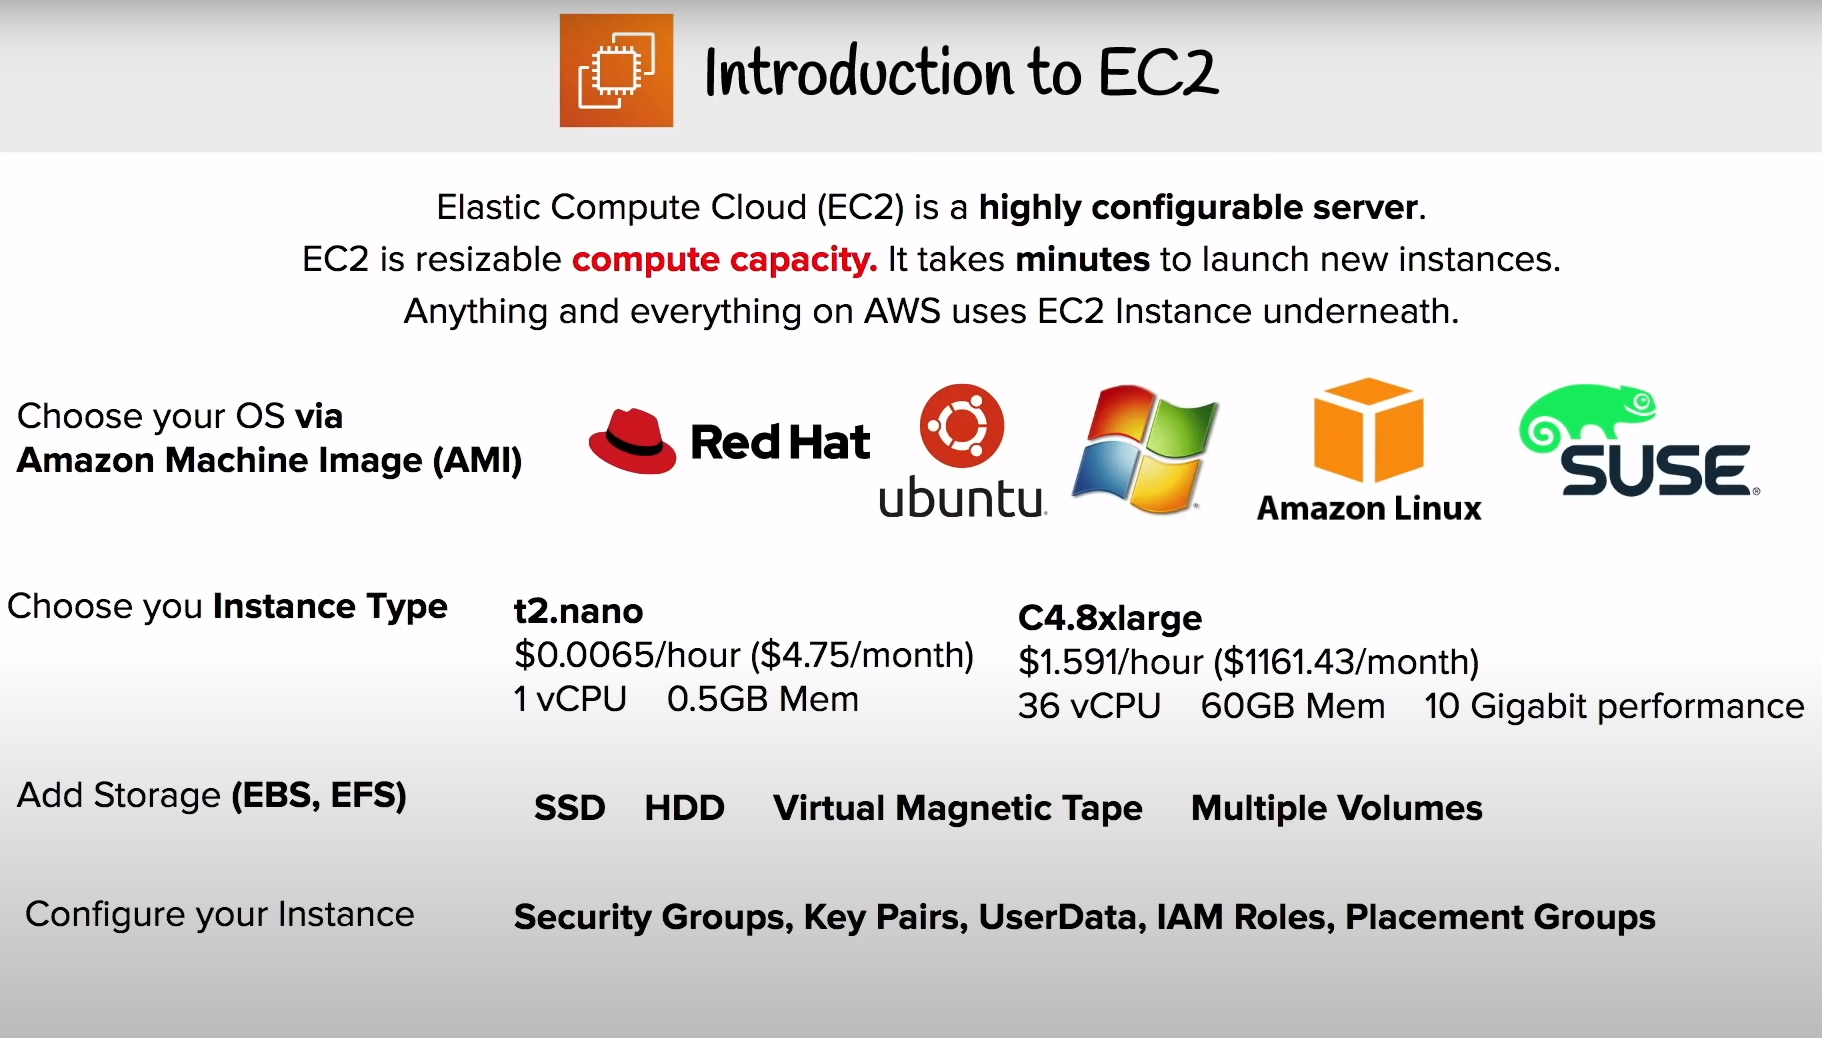 Introduction to EC2
Elastic Compute Cloud (EC2) is a highly configurable server.
EC2 is resizable compute capacity. It takes minutes to launch new instances.
Anything and everything on AWS uses EC2 Instance underneath.
Choose your OS via
Amazon Machine Image (AMI)
Red Hat
ubuntu
Amazon Linux
SUSE
Choose you Instance Type
t2.nano
$0.0065/hour ($4.75/month)
1 vCPU 0.5GB Mem
C4.8xlarge
$1.591/hour ($1161.43/month)
36 vCPU 60GB Mem 10 Gigabit performance
Add Storage (EBS, EFS)
SSD HDD Virtual Magnetic Tape Multiple Volumes
Configure your Instance
Security Groups, Key Pairs, UserData, IAM Roles, Placement Groups